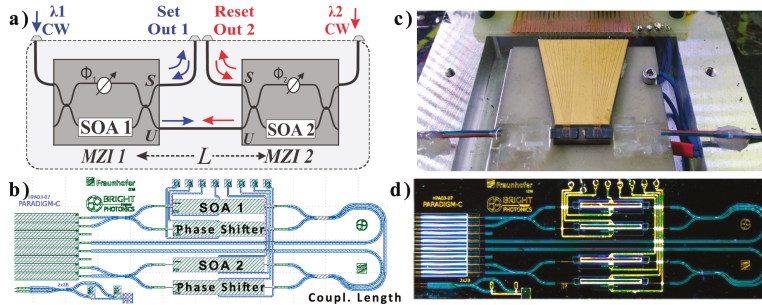 a)
λ1
CW
Set
Out 1
Reset
Out 2
λ2
CW
Φ1
S
S
Φ2
SOA 1
U
U
SOA 2
MZI 1
L
MZI 2
b)
Fraunhofer
BRIGHT
PHOTONICS
PARADIGM-C
SOA 1
Phase Shifter
SOA 2
Phase Shifter
2x2B
Coupl. Length
c)
d)
Fraunhofer
BRIGHT
PHOTONICS
PARADIGM-C
2x2B